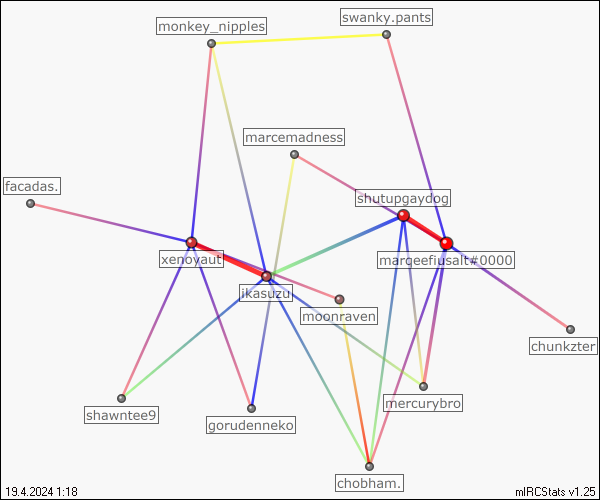 swanky.pants
monkey_nipples
marcemadness
facadas.
shutupgaydog
xenoyaut
marqeefiusalt#0000
ikasuzu
moonraven
chunkzter
mercurybro
shawntee9
gorudenneko
chobham.
19.4.2024 1:18
mIRCStats v1.25